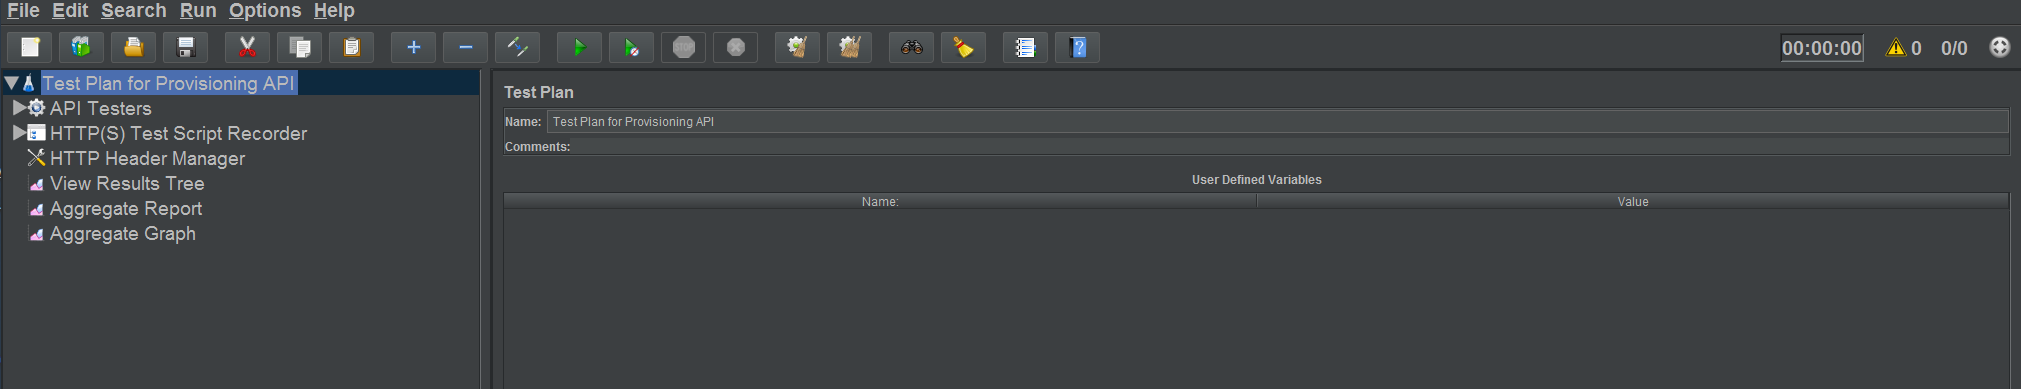 File Edit Search Run Options Help
STOP
00:00:00 0 0/0
Test Plan for Provisioning API
API Testers
HTTP(S) Test Script Recorder
HTTP Header Manager
View Results Tree
Aggregate Report
Aggregate Graph
Test Plan
Name: Test Plan for Provisioning API
Comments:
User Defined Variables
Name: Value